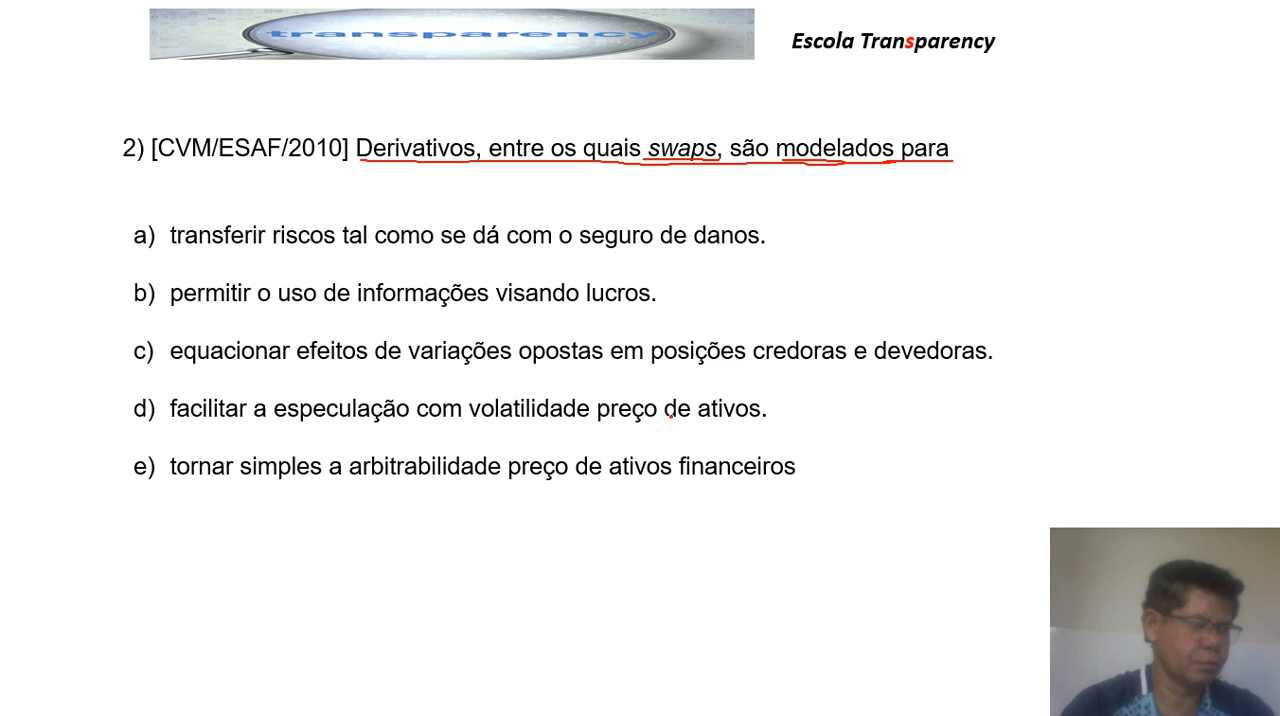 transparency
Escola Transparency
2) [CVM/ESAF/2010] Derivativos, entre os quais swaps, são modelados para
a) transferir riscos tal como se dá com o seguro de danos.
b) permitir o uso de informações visando lucros.
c) equacionar efeitos de variações opostas em posições credoras e devedoras.
d) facilitar a especulação com volatilidade preço de ativos.
e) tornar simples a arbitrabilidade preço de ativos financeiros